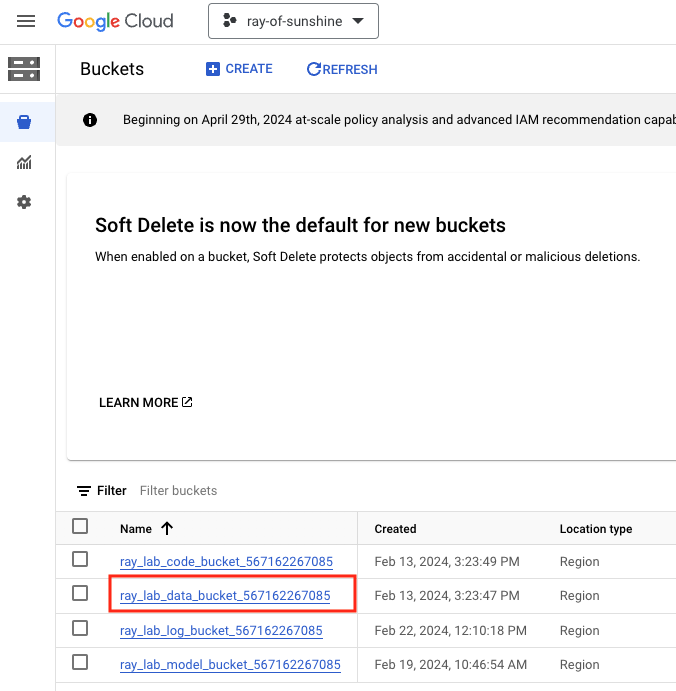 Google Cloud
ray-of-sunshine
Buckets
CREATE
REFRESH
Beginning on April 29th, 2024 at-scale policy analysis and advanced IAM recommendation capab
Soft Delete is now the default for new buckets
When enabled on a bucket, Soft Delete protects objects from accidental or malicious deletions.
LEARN MORE
Filter Filter buckets
Name Created Location type
ray_lab_code_bucket_567162267085 Feb 13, 2024, 3:23:49 PM Region
ray_lab_data_bucket_567162267085 Feb 13, 2024, 3:23:47 PM Region
ray_lab_log_bucket_567162267085 Feb 22, 2024, 12:10:18 PM Region
ray_lab_model_bucket_567162267085 Feb 19, 2024, 10:46:54 AM Region